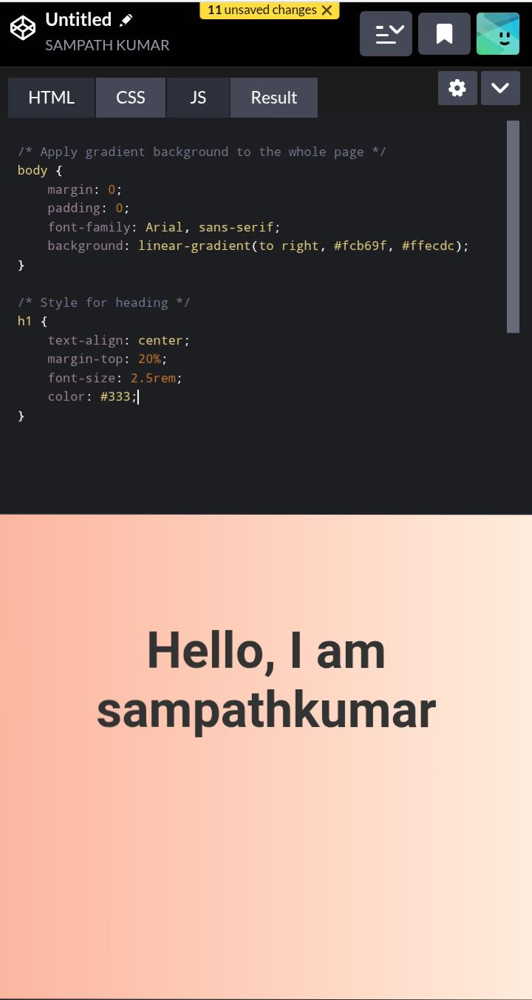 11 unsaved changes
Untitled
SAMPATH KUMAR
HTML CSS JS Result
/* Apply gradient background to the whole page */
body {
    margin: 0;
    padding: 0;
    font-family: Arial, sans-serif;
    background: linear-gradient(to right, #fcb69f, #ffecdc);
}
/* Style for heading */
h1 {
    text-align: center;
    margin-top: 20%;
    font-size: 2.5rem;
    color: #333;
}
Hello, I am
sampathkumar